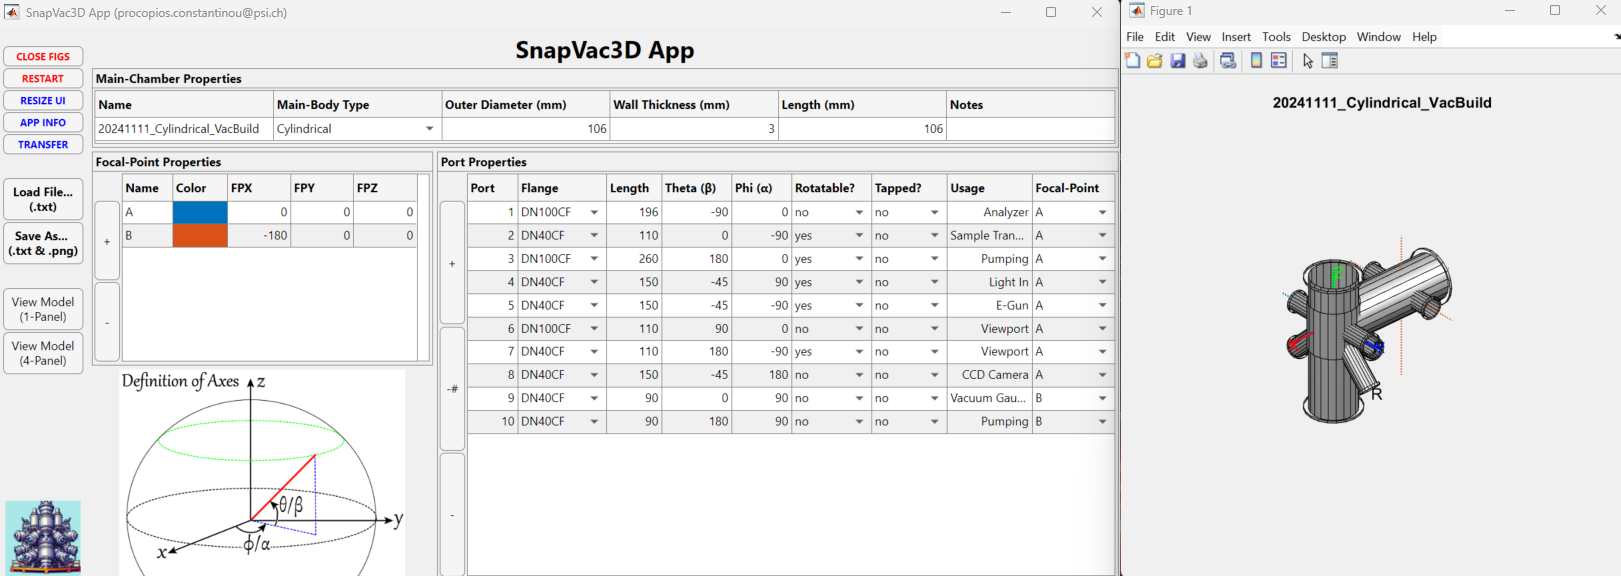 SnapVac3D App (procopios.constantinou@psi.ch)
SnapVac3D App
CLOSE FIGS
RESTART
RESIZE UI
APP INFO
TRANSFER
Load File...
(.txt)
Save As...
(.txt & .png)
View Model
(1-Panel)
View Model
(4-Panel)
Main-Chamber Properties
Name Main-Body Type Outer Diameter (mm) Wall Thickness (mm) Length (mm) Notes
20241111_Cylindrical_VacBuild Cylindrical 106 3 106
Focal-Point Properties
Name Color FPX FPY FPZ
A 0 0 0
B -180 0 0
+
-
Definition of Axes
z
y
x
θ/β
ϕ/α
Port Properties
Port Flange Length Theta (β) Phi (α) Rotatable? Tapped? Usage Focal-Point
1 DN100CF 196 -90 0 no no Analyzer A
2 DN40CF 110 0 -90 yes no Sample Tran... A
3 DN100CF 260 180 0 yes no Pumping A
4 DN40CF 150 -45 90 yes no Light In A
5 DN40CF 150 -45 -90 yes no E-Gun A
6 DN100CF 110 90 0 no no Viewport A
7 DN40CF 110 180 -90 yes no Viewport A
8 DN40CF 150 -45 180 no no CCD Camera A
9 DN40CF 90 0 90 no no Vacuum Gau... B
10 DN40CF 90 180 90 no no Pumping B
+
-#
-
Figure 1
File Edit View Insert Tools Desktop Window Help
20241111_Cylindrical_VacBuild
R